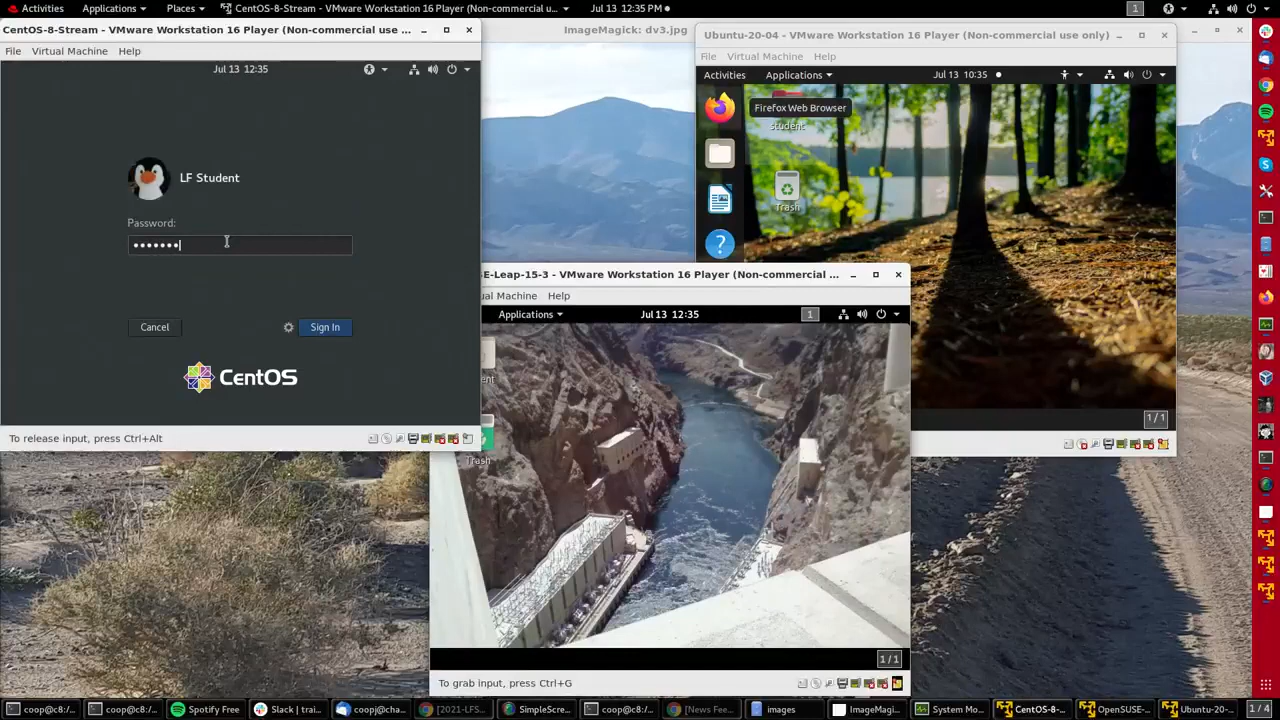 Activities
Applications
Places
CentOS-8-Stream - VMware Workstation 16 Player (Non-commercial u...
Jul 13 12:35 PM
1
CentOS-8-Stream - VMware Workstation 16 Player (Non-commercial use ...
File Virtual Machine Help
Jul 13 12:35
LF Student
Password:
Cancel
Sign In
CentOS
To release input, press Ctrl+Alt
ImageMagick: dv3.jpg
Ubuntu-20-04 - VMware Workstation 16 Player (Non-commercial use only)
File Virtual Machine Help
Activities
Applications
Jul 13 10:35
Firefox Web Browser
student
Trash
1/1
SE-Leap-15-3 - VMware Workstation 16 Player (Non-commercial ...
ual Machine Help
Applications
Jul 13 12:35
1
ent
Trash
1/1
To grab input, press Ctrl+G
coop@c8:/...
coop@c8:/...
Spotify Free
Slack | trai...
coopj@cha...
[2021-LFS...
SimpleScre...
coop@c8:/...
[News Fee...
images
ImageMagi...
System Mo...
CentOS-8-...
OpenSUSE-...
Ubuntu-20-...
1 / 4